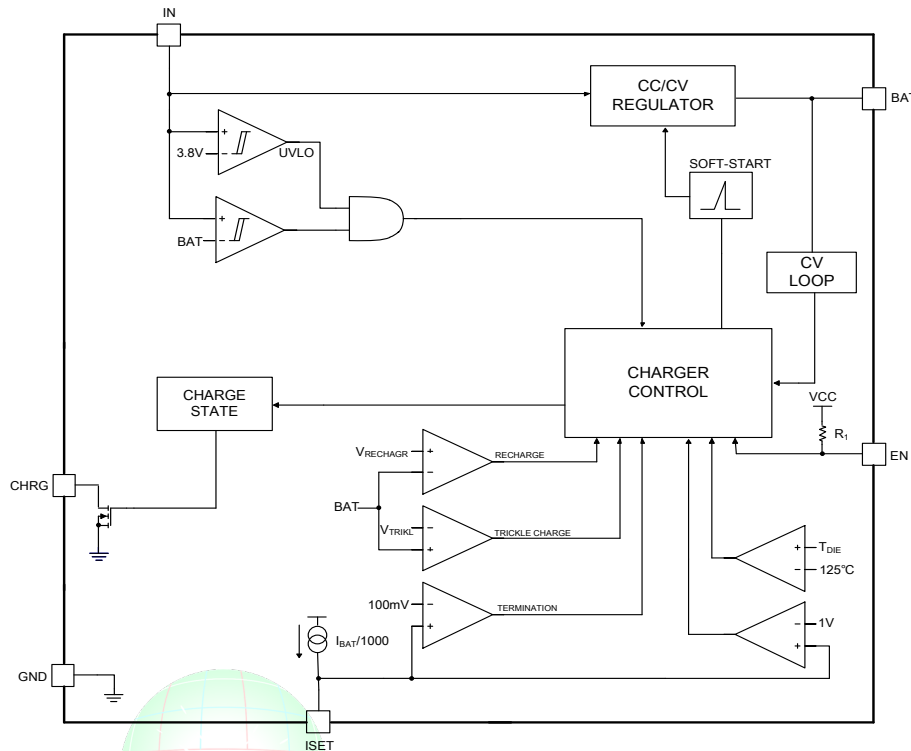 IN
CC/CV
REGULATOR
BAT
+
3.8V
−
UVLO
SOFT-START
+
BAT
−
CV
LOOP
CHARGER
CONTROL
CHARGE
STATE
VCC
R1
EN
VRECHAGR
+
−
RECHARGE
CHRG
BAT
VTRIKL
−
+
TRICKLE CHARGE
+
TDIE
−
125℃
100mV
−
+
TERMINATION
−
1V
+
IBAT/1000
GND
ISET